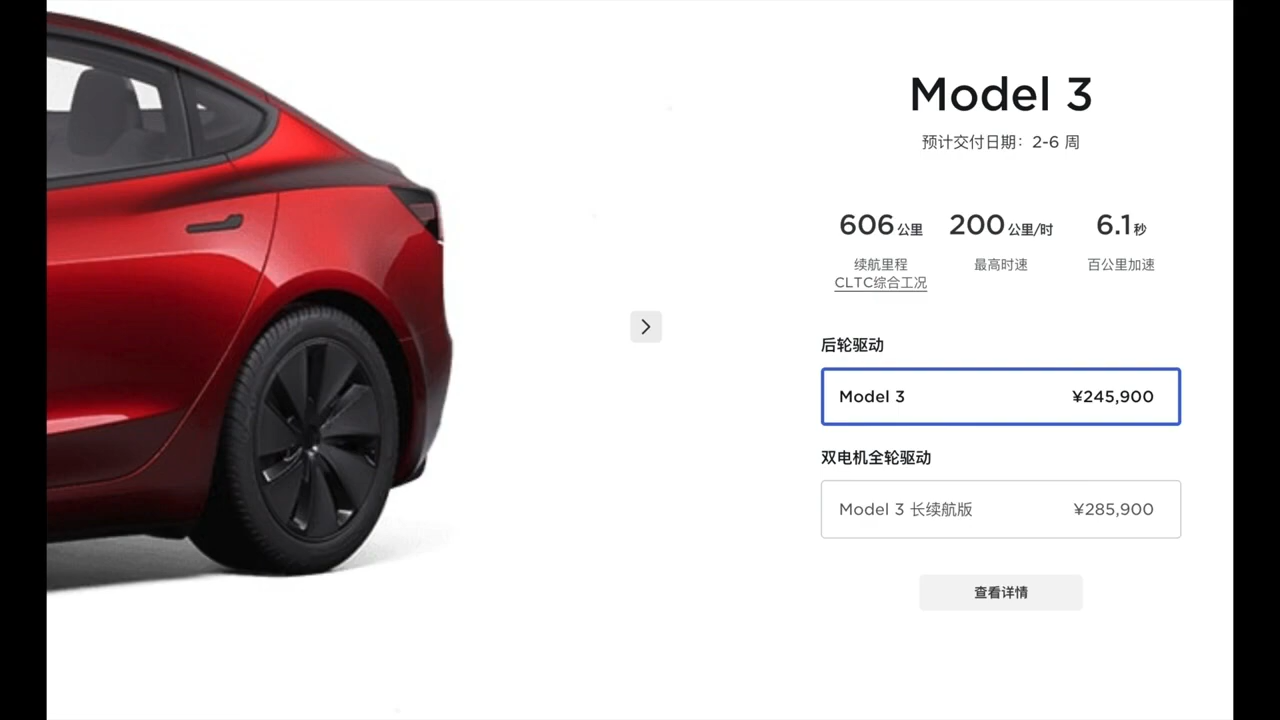 Model 3
预计交付日期：2-6 周
606公里 200公里/时 6.1秒
续航里程 最高时速 百公里加速
CLTC综合工况
后轮驱动
Model 3 ¥245,900
双电机全轮驱动
Model 3 长续航版 ¥285,900
查看详情